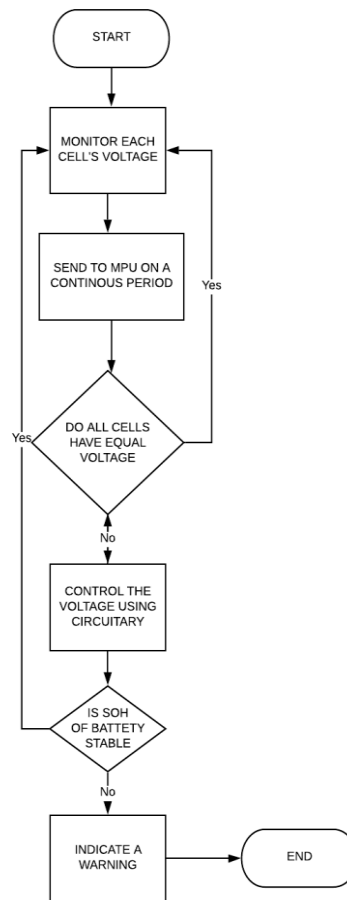 START
MONITOR EACH
CELL'S VOLTAGE
SEND TO MPU ON A
CONTINOUS PERIOD
Yes
DO ALL CELLS
HAVE EQUAL
VOLTAGE
Yes
No
CONTROL THE
VOLTAGE USING
CIRCUITARY
IS SOH
OF BATTETY
STABLE
No
INDICATE A
WARNING
END